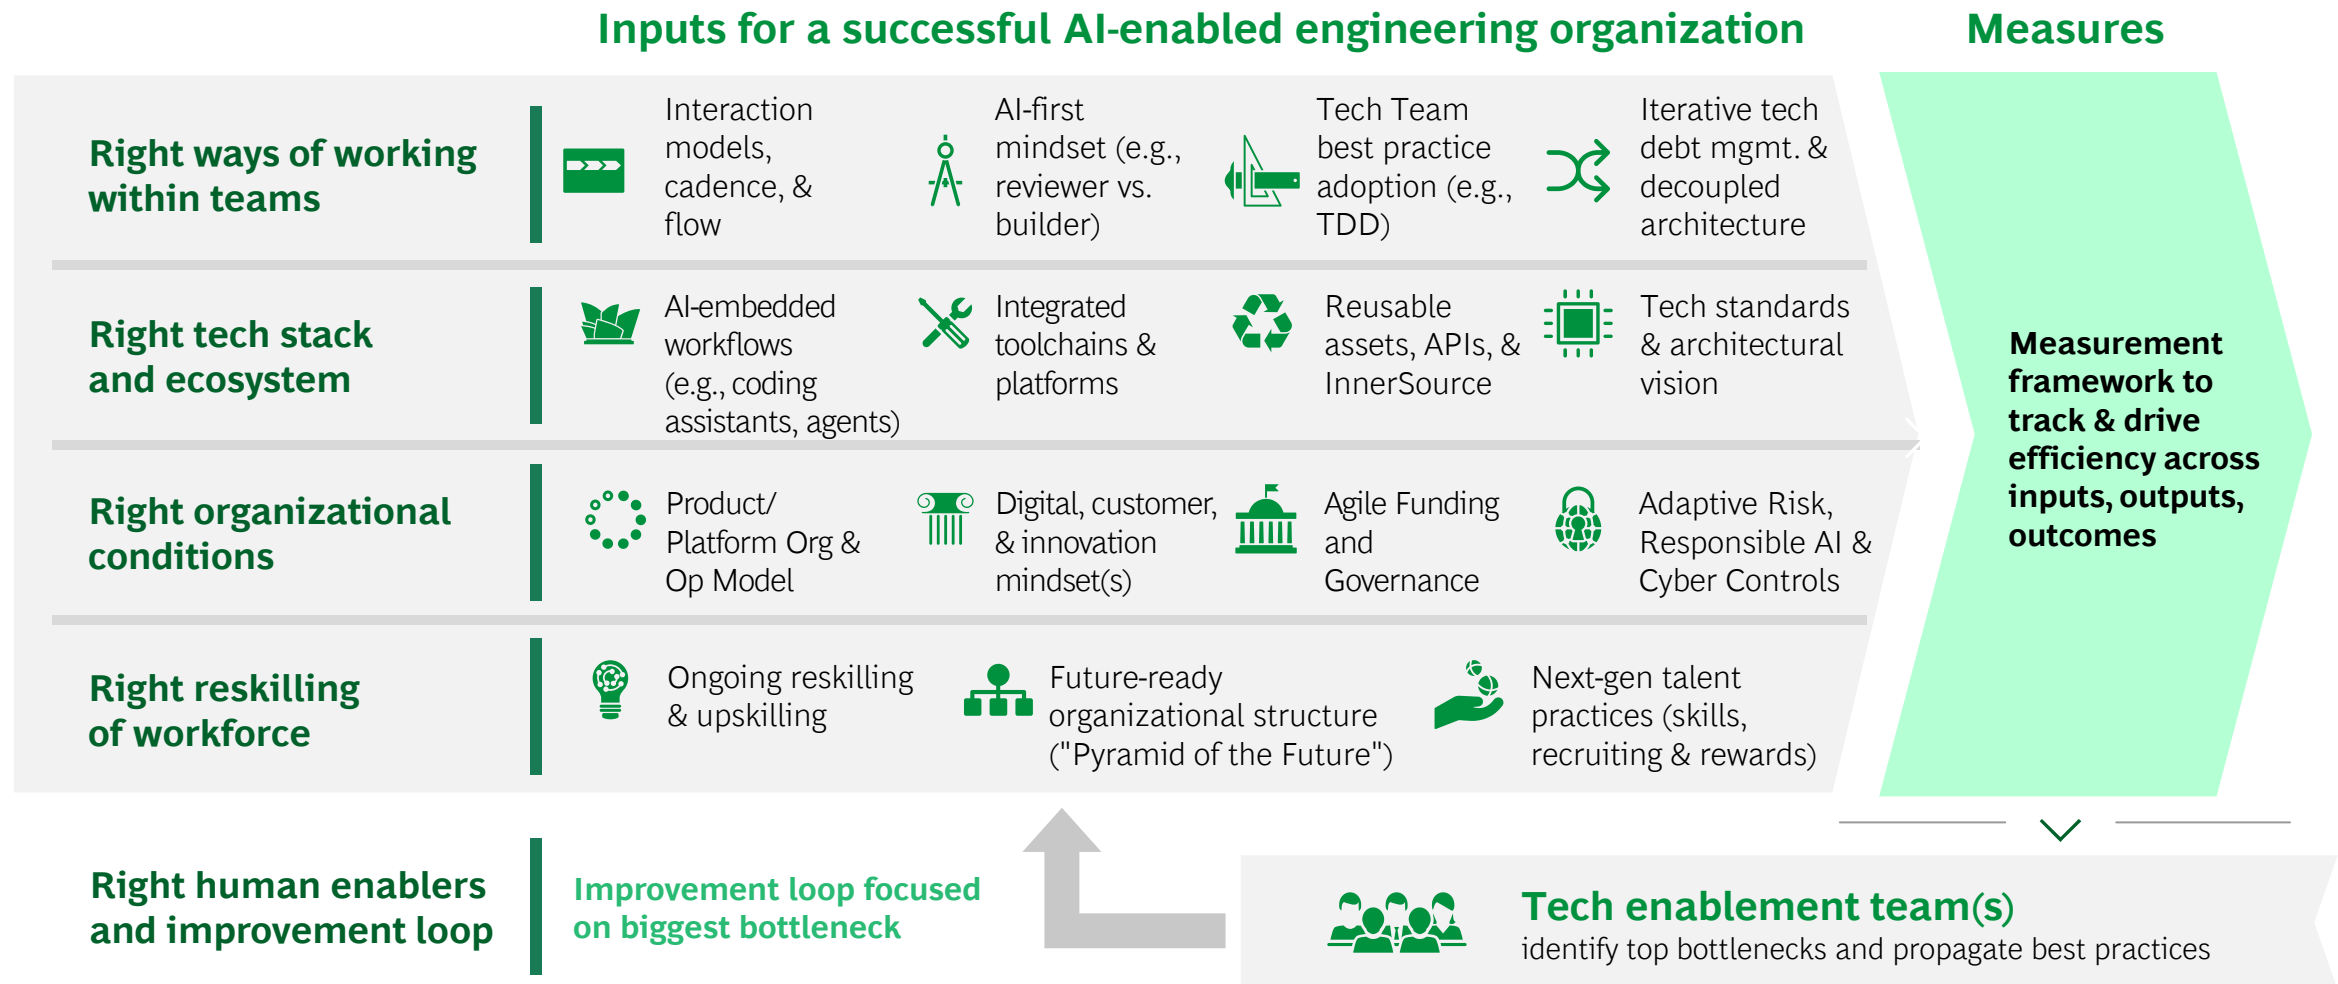 Inputs for a successful AI-enabled engineering organization
Measures
Right ways of working
within teams
Interaction
models,
cadence, &
flow
AI-first
mindset (e.g.,
reviewer vs.
builder)
Tech Team
best practice
adoption (e.g.,
TDD)
Iterative tech
debt mgmt. &
decoupled
architecture
Right tech stack
and ecosystem
AI-embedded
workflows
(e.g., coding
assistants, agents)
Integrated
toolchains &
platforms
Reusable
assets, APIs, &
InnerSource
Tech standards
& architectural
vision
Right organizational
conditions
Product/
Platform Org &
Op Model
Digital, customer,
& innovation
mindset(s)
Agile Funding
and
Governance
Adaptive Risk,
Responsible AI &
Cyber Controls
Right reskilling
of workforce
Ongoing reskilling
& upskilling
Future-ready
organizational structure
("Pyramid of the Future")
Next-gen talent
practices (skills,
recruiting & rewards)
Measurement
framework to
track & drive
efficiency across
inputs, outputs,
outcomes
Right human enablers
and improvement loop
Improvement loop focused
on biggest bottleneck
Tech enablement team(s)
identify top bottlenecks and propagate best practices